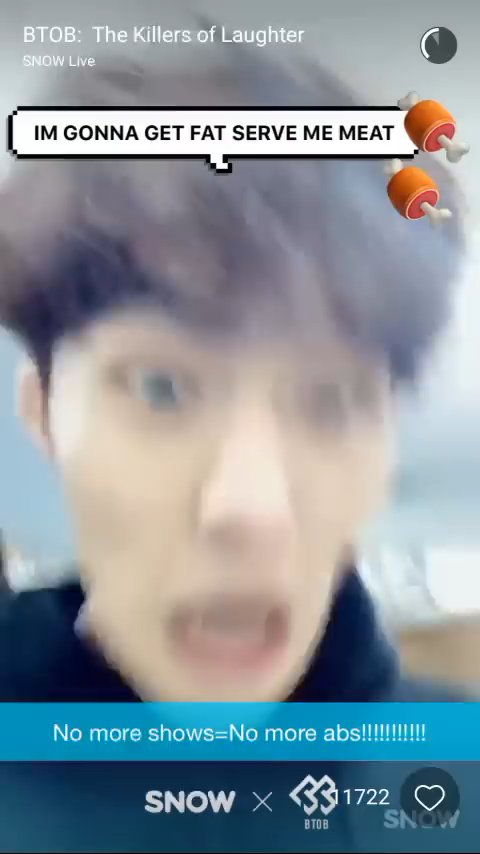 BTOB: The Killers of Laughter
SNOW Live
IM GONNA GET FAT SERVE ME MEAT
No more shows=No more abs!!!!!!!!!!!
SNOW × BTOB 11722
SNOW